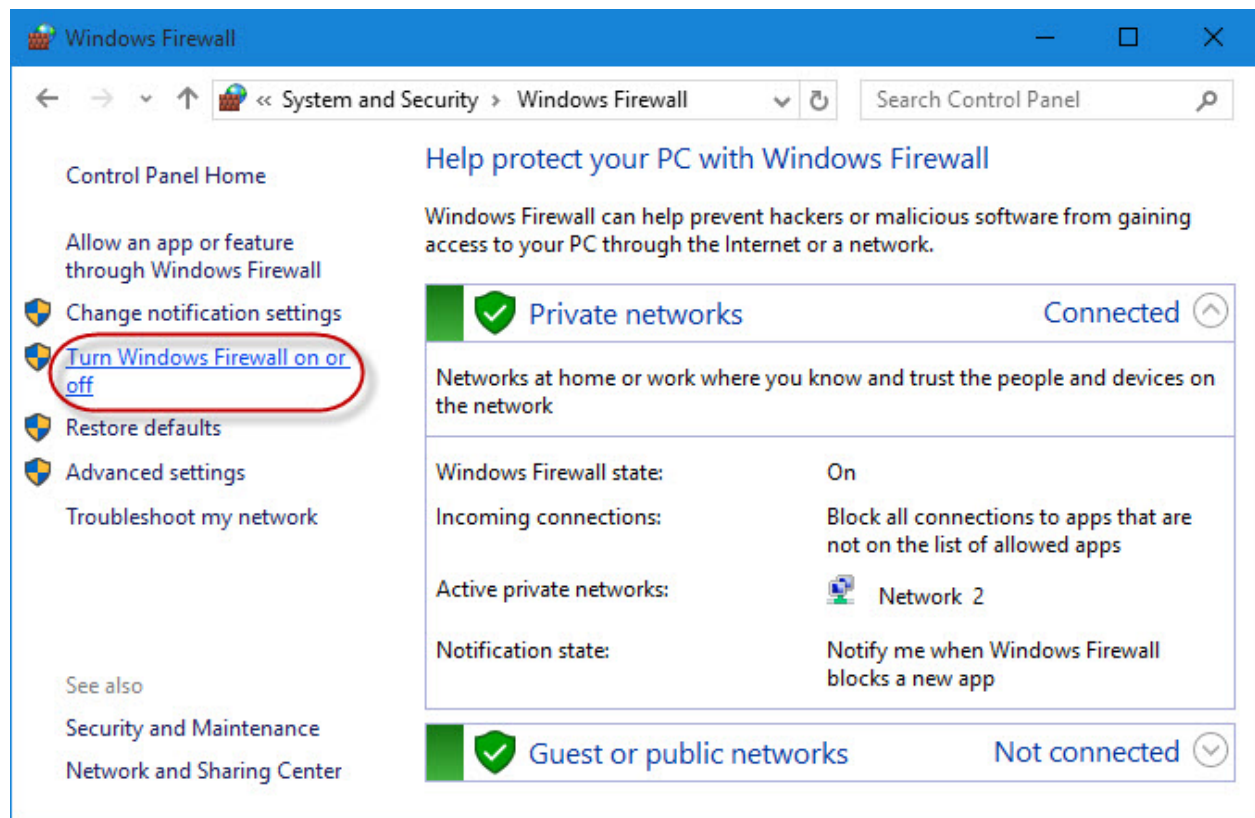 Windows Firewall
« System and Security › Windows Firewall
Search Control Panel
Control Panel Home
Allow an app or feature
through Windows Firewall
Change notification settings
Turn Windows Firewall on or
off
Restore defaults
Advanced settings
Troubleshoot my network
See also
Security and Maintenance
Network and Sharing Center
Help protect your PC with Windows Firewall
Windows Firewall can help prevent hackers or malicious software from gaining
access to your PC through the Internet or a network.
Private networks Connected
Networks at home or work where you know and trust the people and devices on
the network
Windows Firewall state: On
Incoming connections: Block all connections to apps that are
not on the list of allowed apps
Active private networks: Network 2
Notification state: Notify me when Windows Firewall
blocks a new app
Guest or public networks Not connected